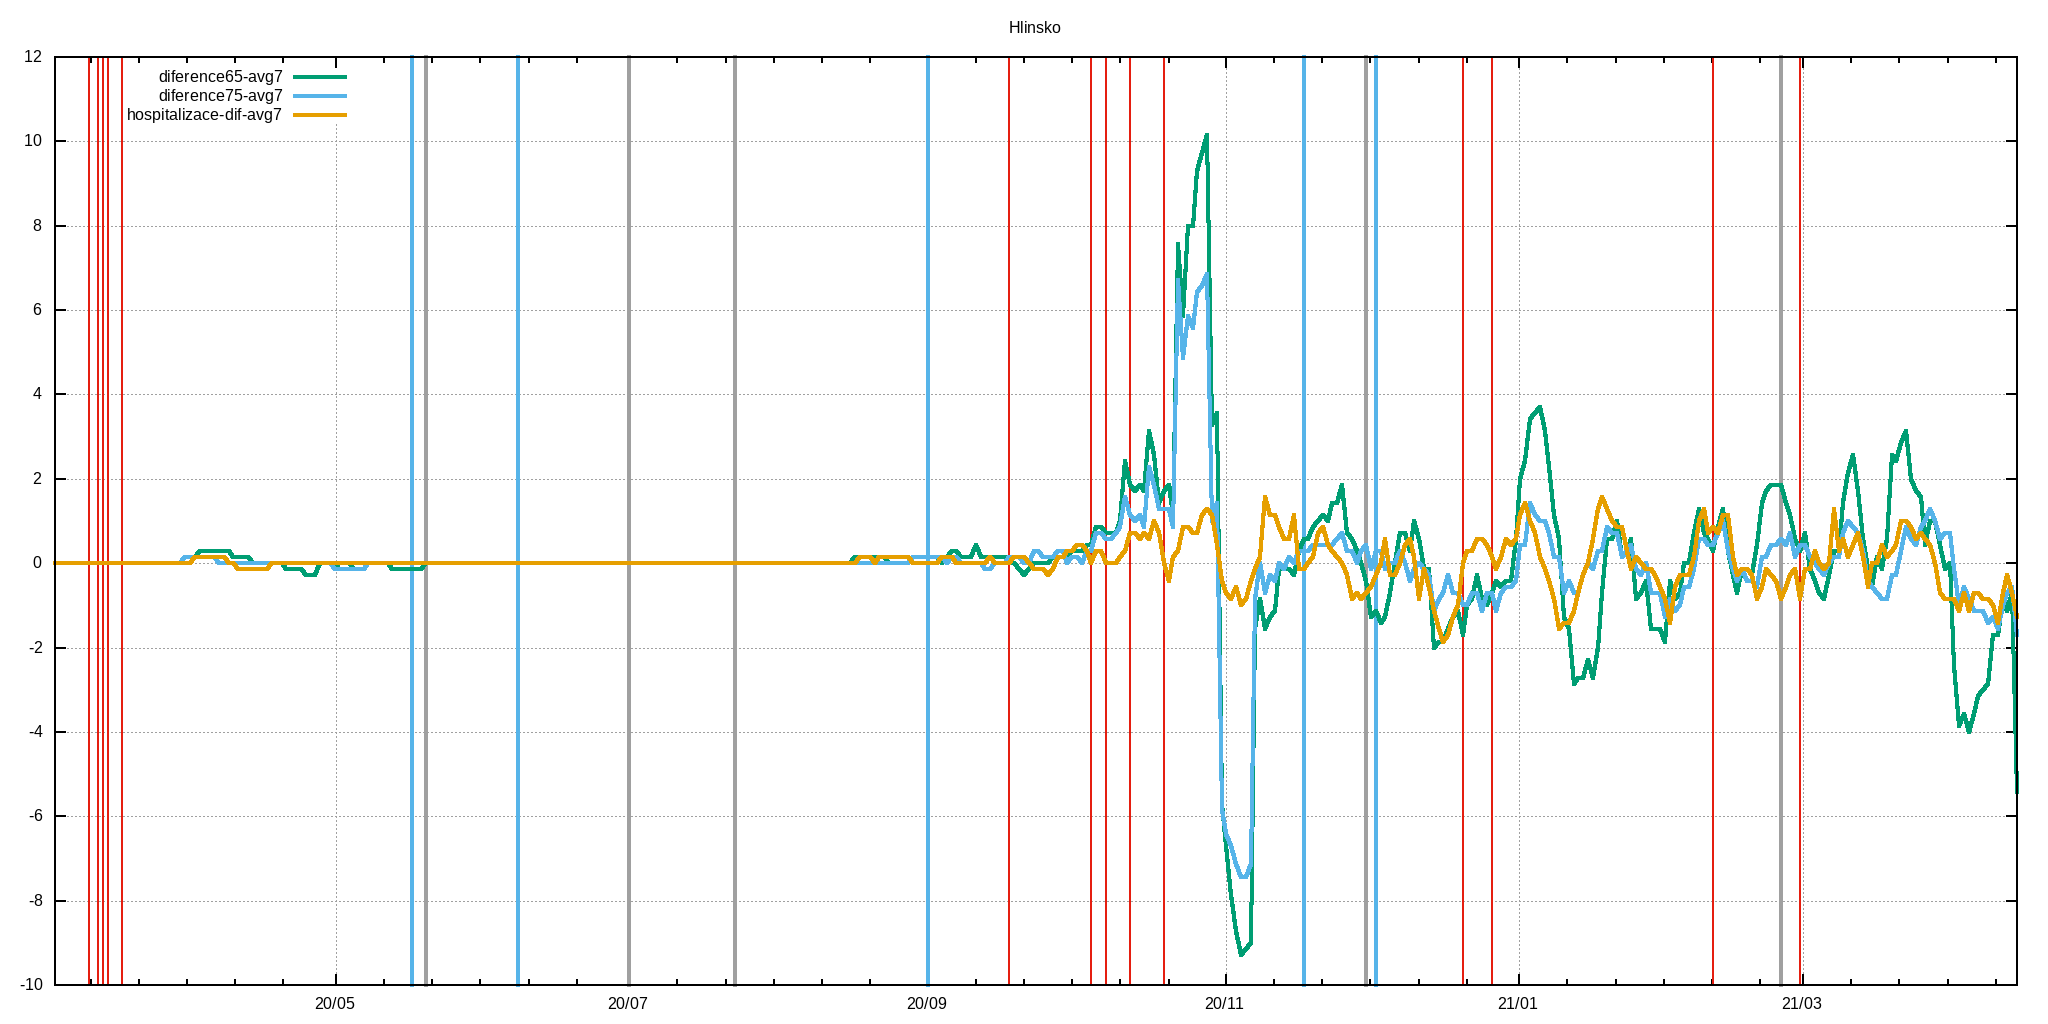 Hlinsko
12
diference65-avg7
diference75-avg7
hospitalizace-dif-avg7
10
8
6
4
2
0
-2
-4
-6
-8
-10
20/05 20/07 20/09 20/11 21/01 21/03